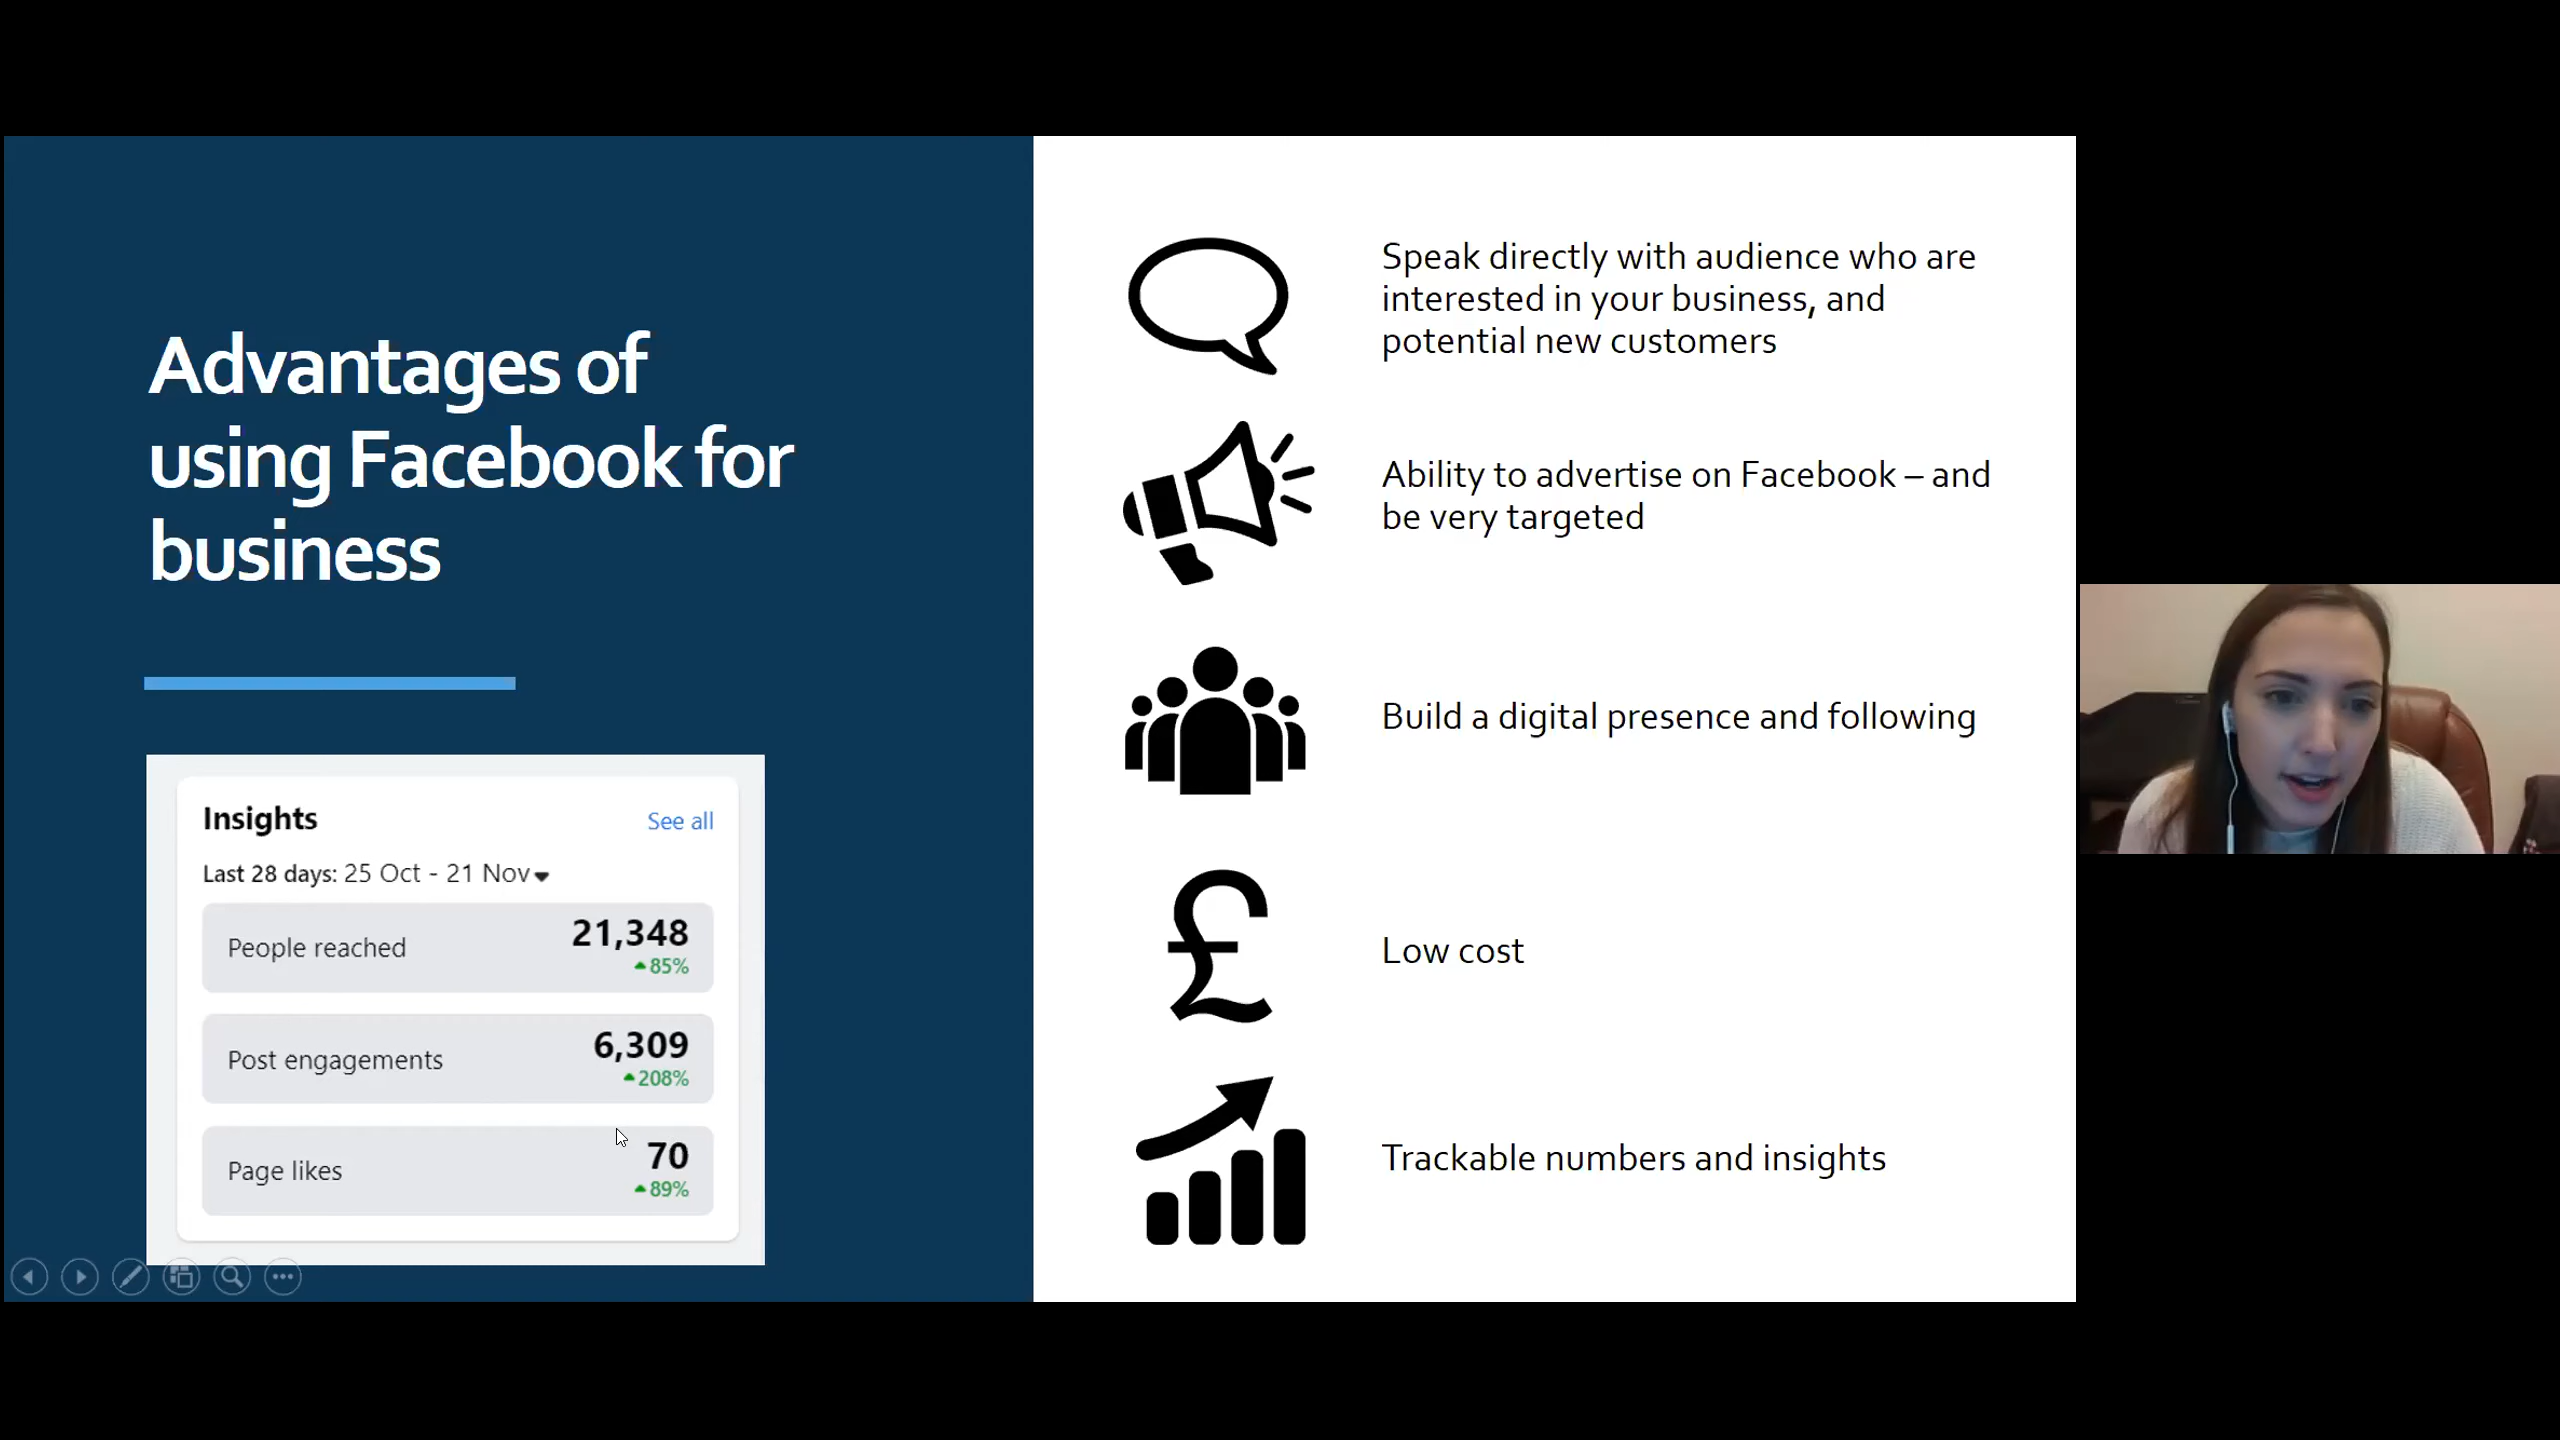 Advantages of
using Facebook for
business
Insights
See all
Last 28 days: 25 Oct - 21 Nov
People reached
21,348
85%
Post engagements
6,309
208%
Page likes
70
89%
Speak directly with audience who are
interested in your business, and
potential new customers
Ability to advertise on Facebook – and
be very targeted
Build a digital presence and following
£
Low cost
Trackable numbers and insights